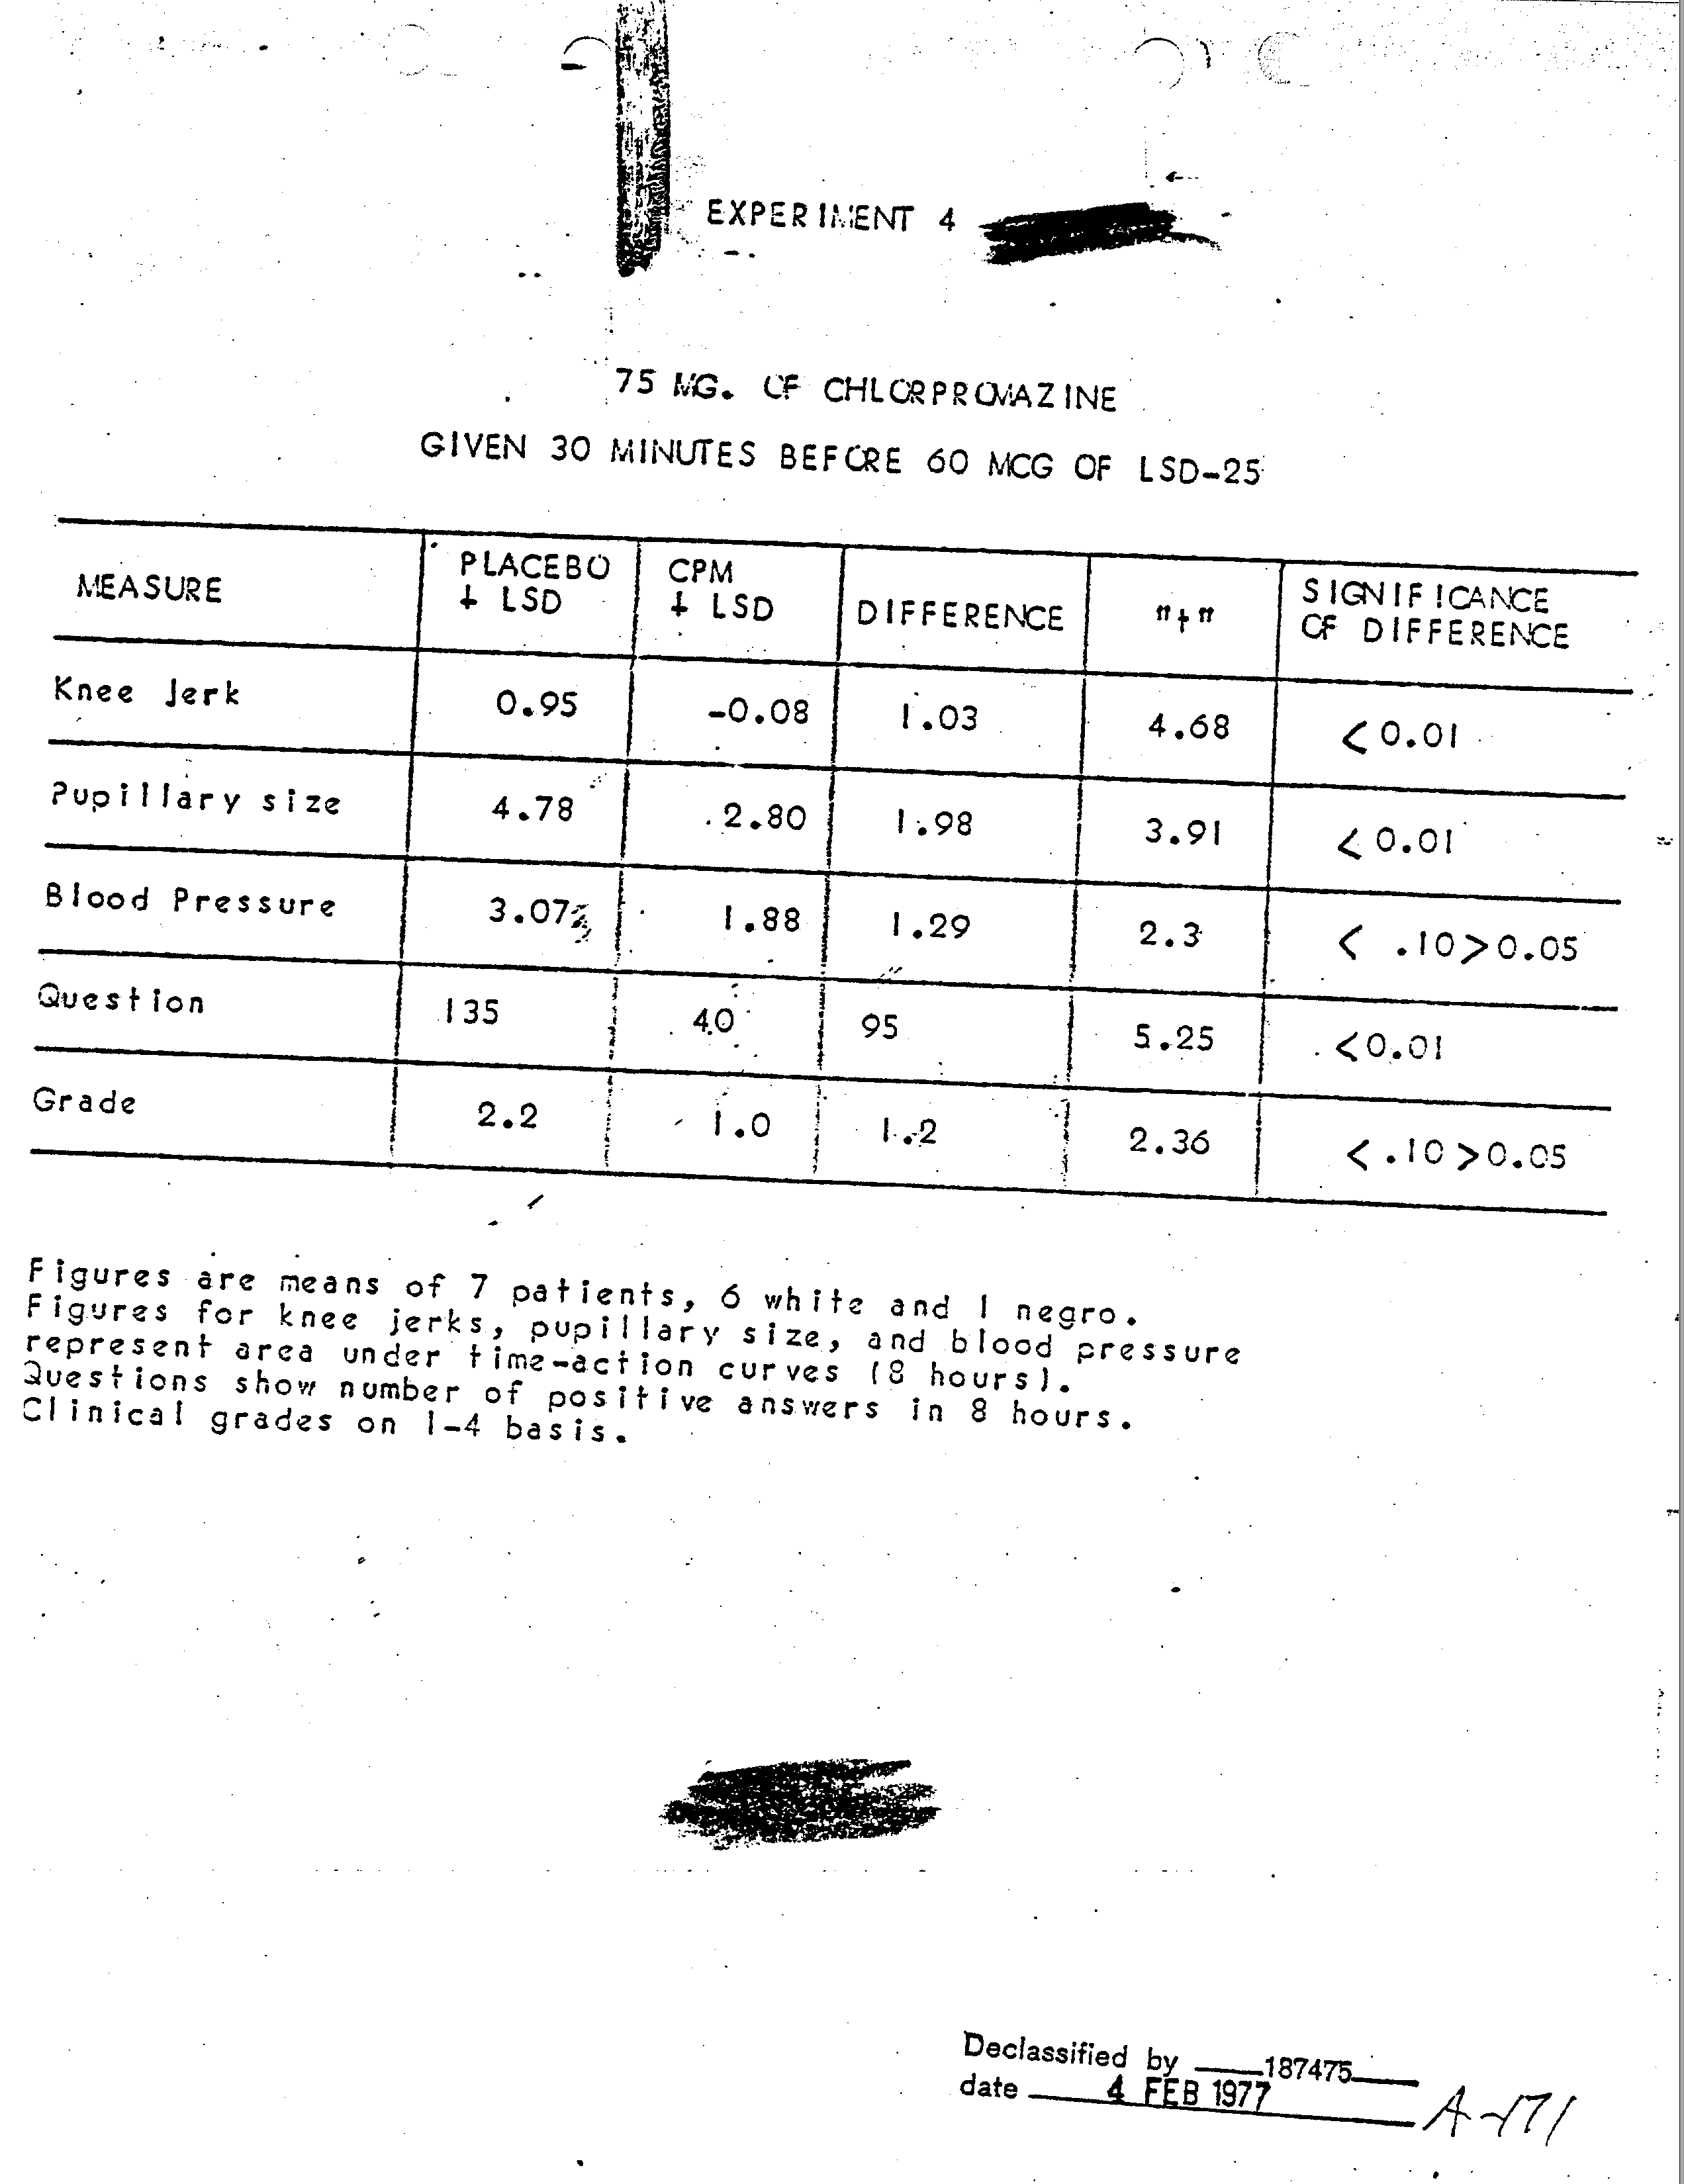 EXPERIMENT 4
75 MG. OF CHLORPROMAZINE
GIVEN 30 MINUTES BEFORE 60 MCG OF LSD-25
MEASURE | PLACEBO + LSD | CPM + LSD | DIFFERENCE | "t" | SIGNIFICANCE OF DIFFERENCE
Knee Jerk | 0.95 | -0.08 | 1.03 | 4.68 | < 0.01
Pupillary size | 4.78 | 2.80 | 1.98 | 3.91 | < 0.01
Blood Pressure | 3.07 | 1.88 | 1.29 | 2.3 | < .10>0.05
Question | 135 | 40 | 95 | 5.25 | <0.01
Grade | 2.2 | 1.0 | 1.2 | 2.36 | < .10 >0.05
Figures are means of 7 patients, 6 white and 1 negro.
Figures for knee jerks, pupillary size, and blood pressure
represent area under time-action curves (8 hours).
Questions show number of positive answers in 8 hours.
Clinical grades on 1-4 basis.
Declassified by 187475
date 4 FEB 1977
A-171